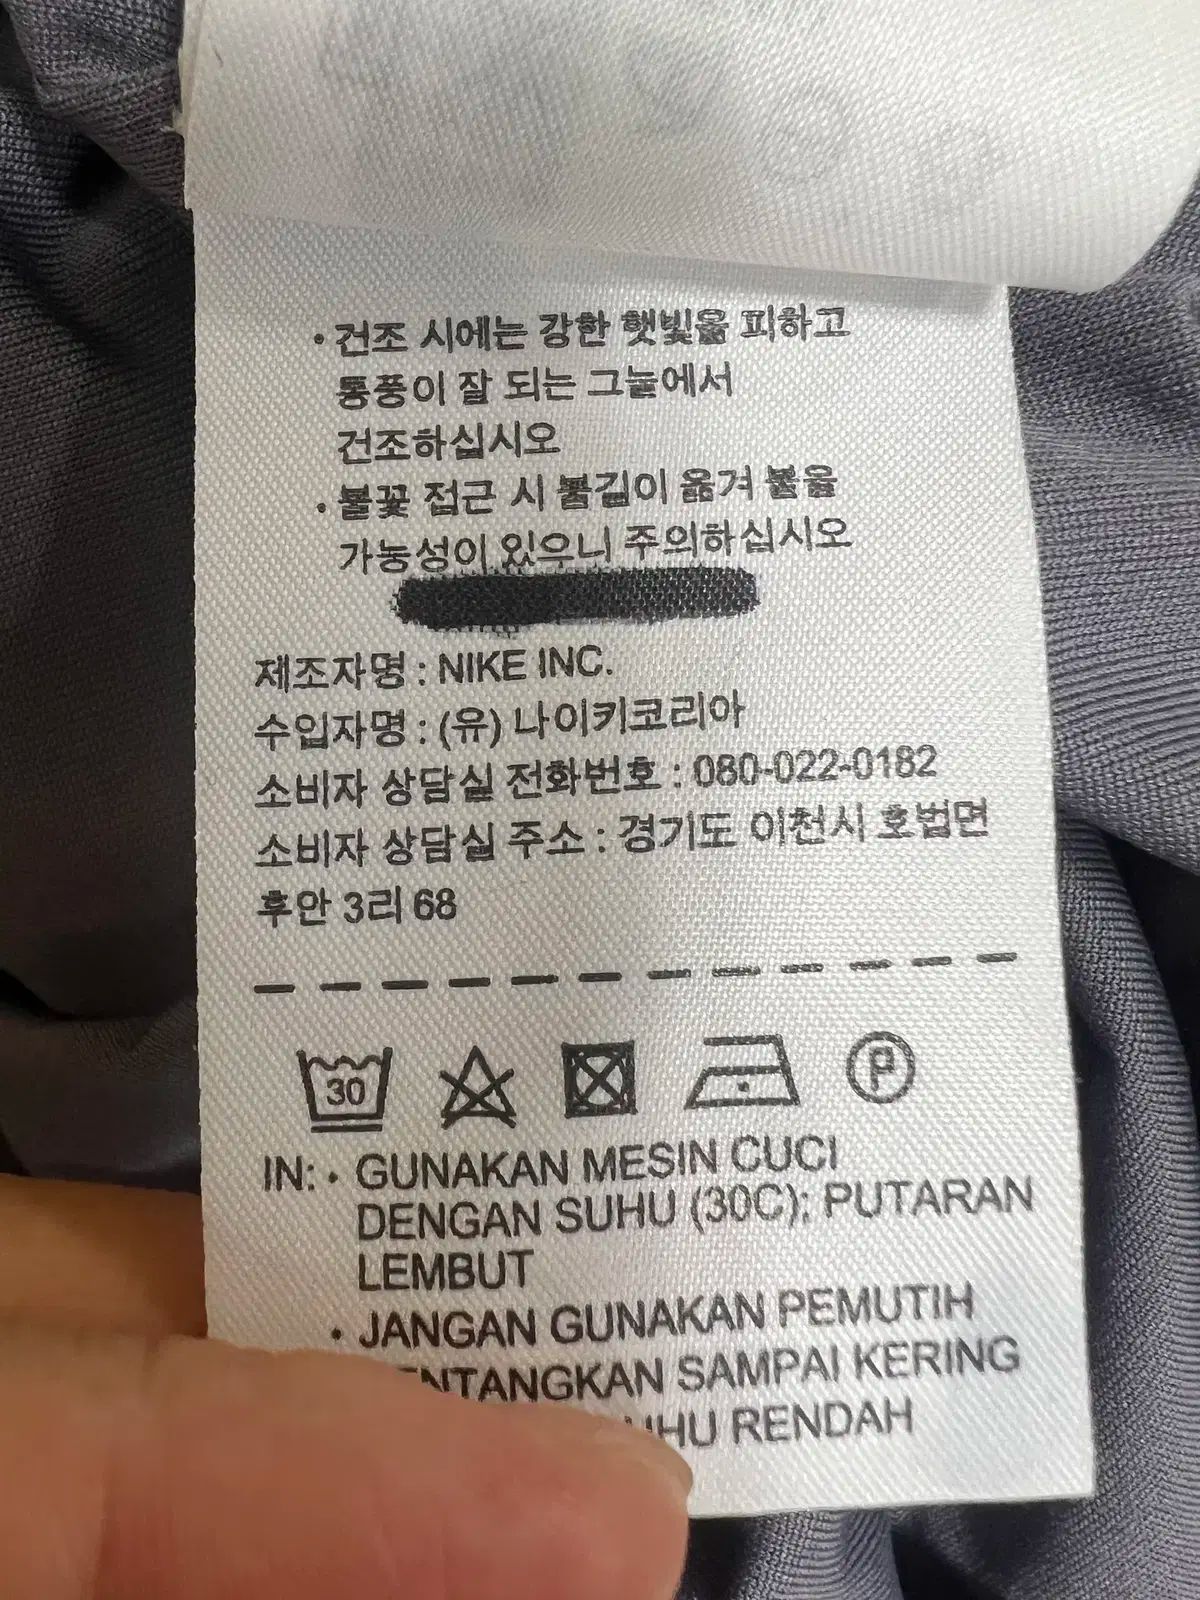 • 건조 시에는 강한 햇빛을 피하고
통풍이 잘 되는 그늘에서
건조하십시오
• 불꽃 접근 시 불길이 옮겨 붙을
가능성이 있으니 주의하십시오
제조자명 : NIKE INC.
수입자명 : (유) 나이키코리아
소비자 상담실 전화번호 : 080-022-0182
소비자 상담실 주소 : 경기도 이천시 호법면
후안 3리 68
30 P
IN: • GUNAKAN MESIN CUCI
DENGAN SUHU (30C); PUTARAN
LEMBUT
• JANGAN GUNAKAN PEMUTIH
SAMPAI KERING
RENDAH